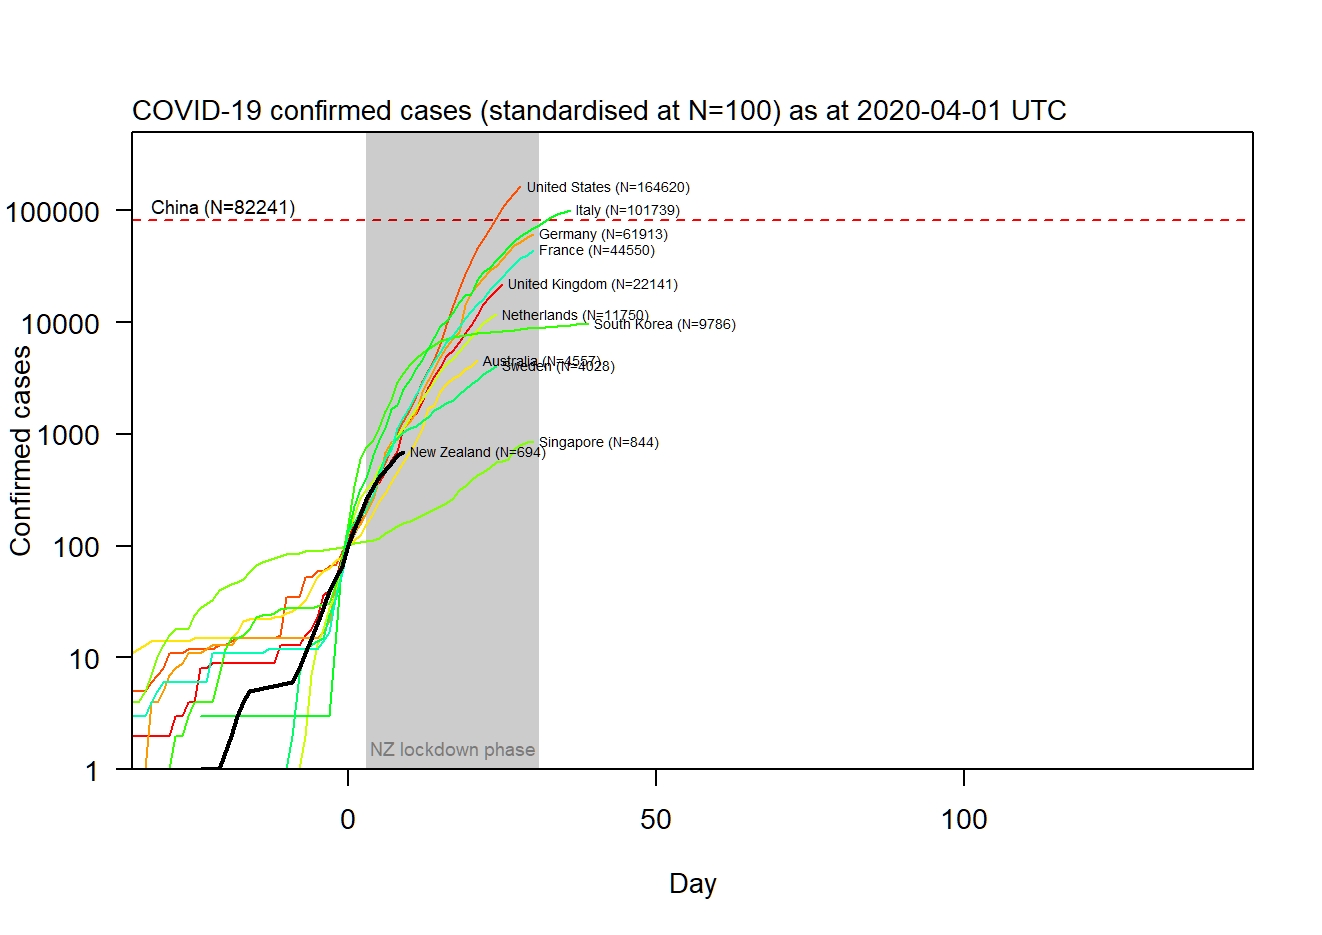 COVID-19 confirmed cases (standardised at N=100) as at 2020-04-01 UTC
United States (N=164620)
China (N=82241)
100000
Italy (N=101739)
Germany (N=61913)
France (N=44550)
United Kingdom (N=22141)
Netherlands (N=11750)
10000
South Korea (N=9786)
Australia (N=4557)
Sweden (N=4028)
Confirmed cases
1000
Singapore (N=844)
New Zealand (N=694)
100
10
NZ lockdown phase
1
0 50 100
Day